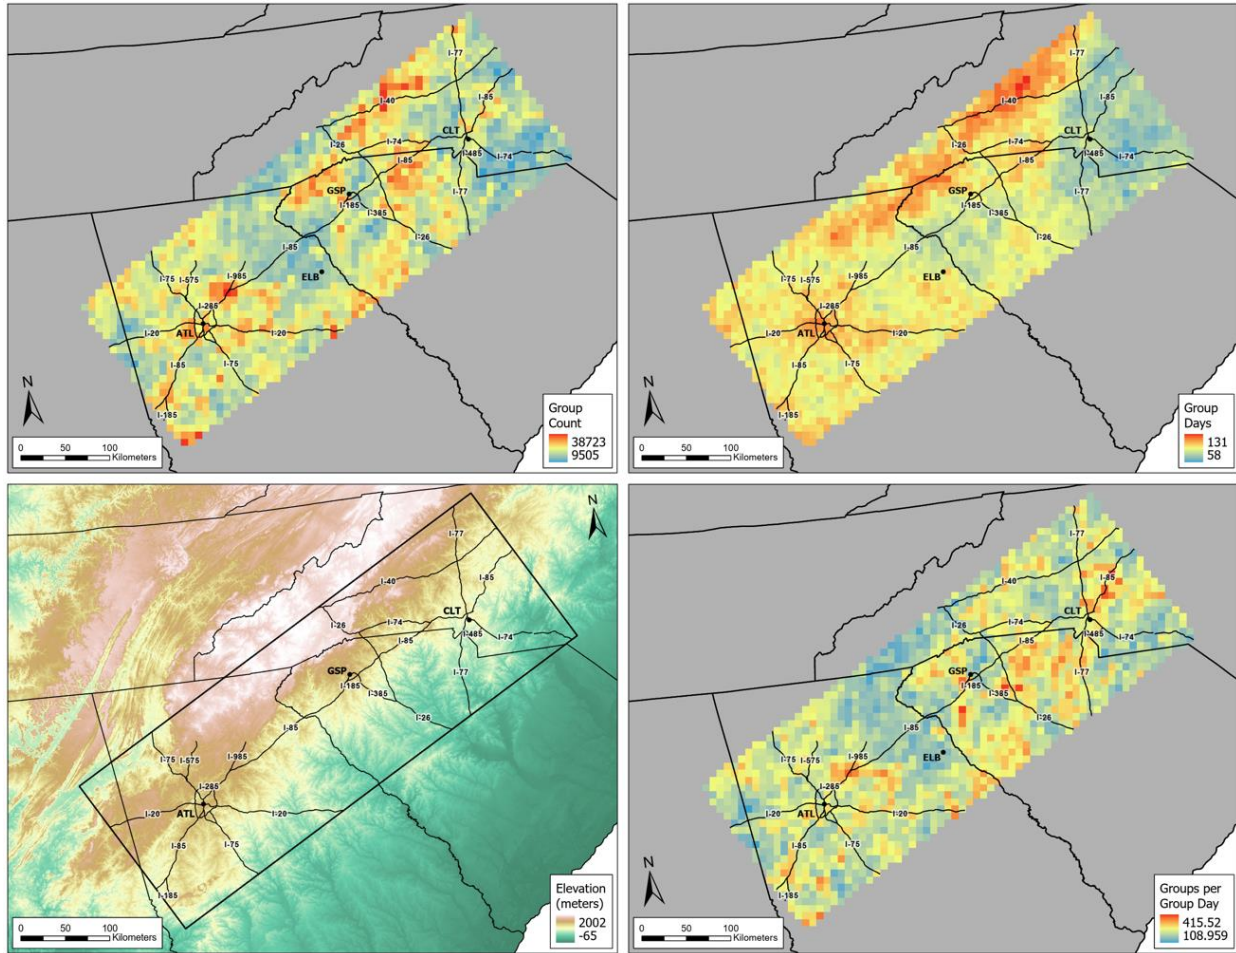 I-77
I-40
I-85
CLT
I-26
I-74
I-85
I-485
I-74
GSP
I-185
I-385
I-77
I-26
I-85
ELB
I-75
I-575
I-985
I-285
I-20
ATL
I-20
I-85
I-75
I-185
N
0 50 100
Kilometers
Group
Count
38723
9505
I-77
I-40
I-85
CLT
I-26
I-74
I-85
I-485
I-74
GSP
I-185
I-385
I-77
I-26
I-85
ELB
I-75
I-575
I-985
I-285
I-20
ATL
I-20
I-85
I-75
I-185
N
0 50 100
Kilometers
Group
Days
131
58
N
I-77
I-40
I-85
CLT
I-26
I-74
I-85
I-485
I-74
GSP
I-185
I-385
I-77
I-26
I-85
I-75
I-575
I-985
I-285
I-20
ATL
I-20
I-85
I-75
I-185
0 50 100
Kilometers
Elevation
(meters)
2002
-65
I-77
I-40
I-85
CLT
I-26
I-74
I-85
I-485
I-74
GSP
I-185
I-385
I-77
I-26
I-85
ELB
I-75
I-575
I-985
I-285
I-20
ATL
I-20
I-85
I-75
I-185
N
0 50 100
Kilometers
Groups per
Group Day
415.52
108.959